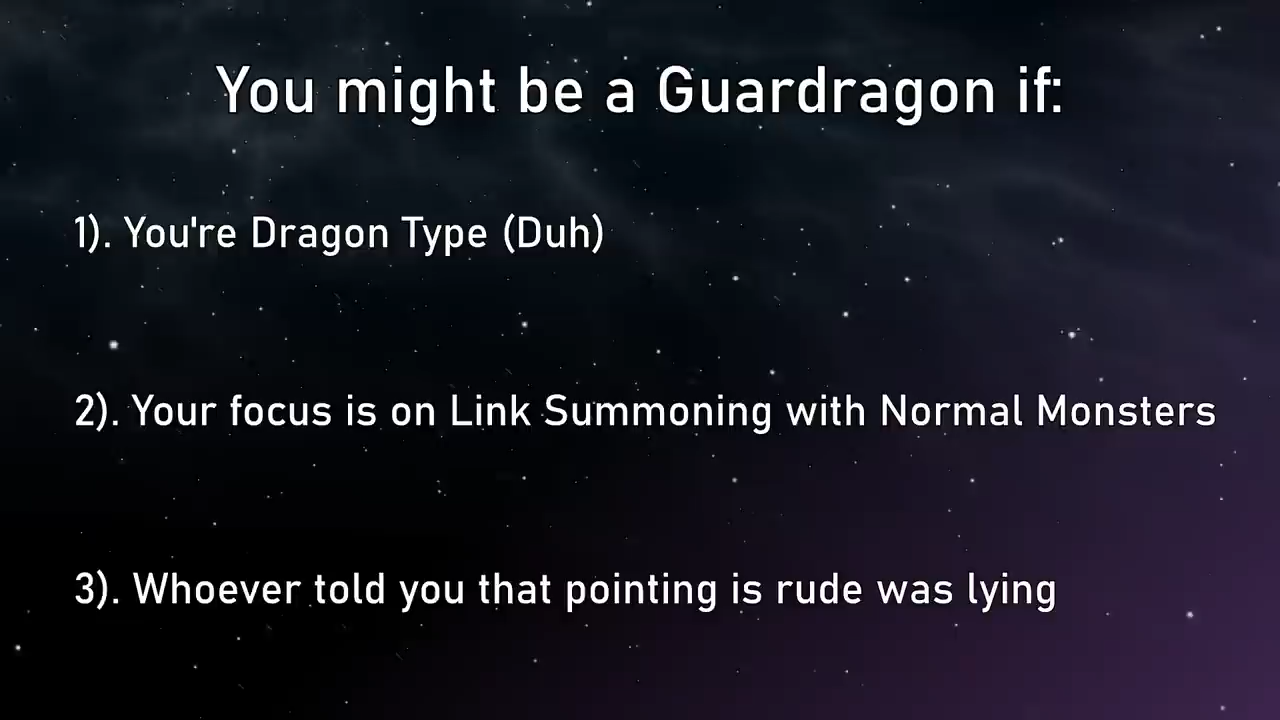 You might be a Guardragon if:
1). You're Dragon Type (Duh)
2). Your focus is on Link Summoning with Normal Monsters
3). Whoever told you that pointing is rude was lying